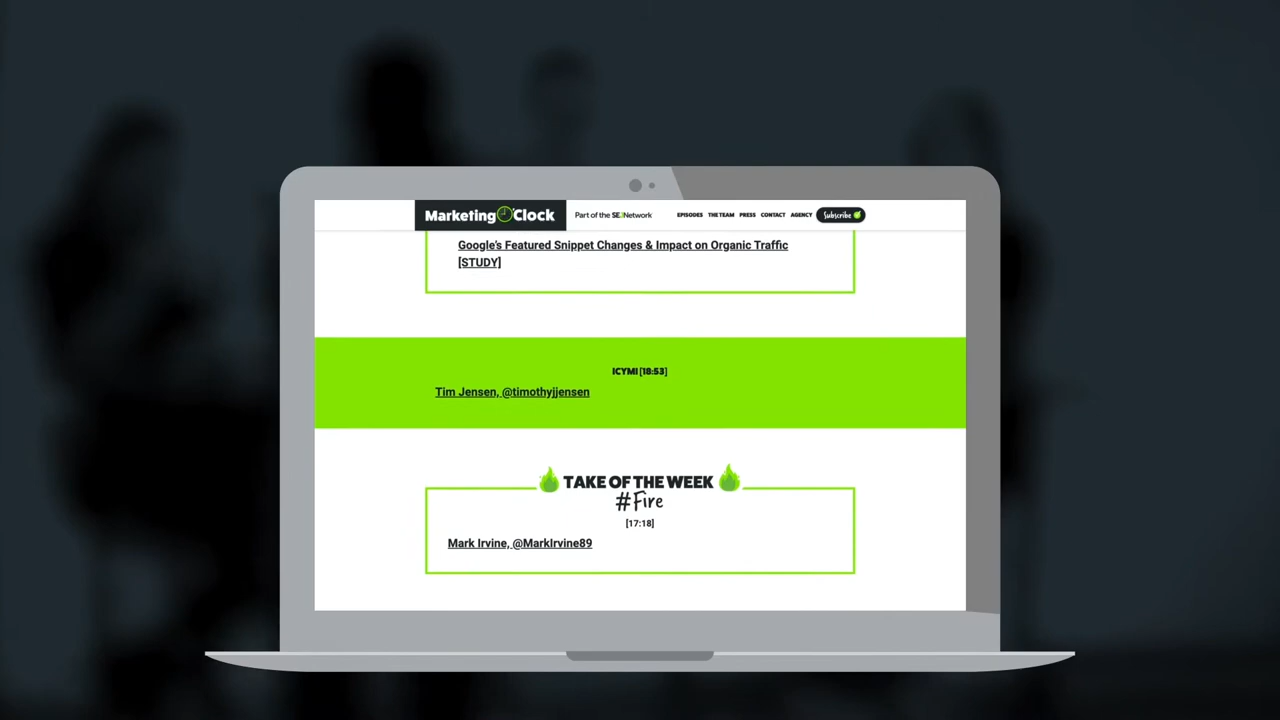 Marketing O'Clock Part of the SEJ Network EPISODES THE TEAM PRESS CONTACT AGENCY Subscribe
Google's Featured Snippet Changes & Impact on Organic Traffic
[STUDY]
ICYMI [18:53]
Tim Jensen, @timothyjjensen
TAKE OF THE WEEK
#Fire
[17:18]
Mark Irvine, @MarkIrvine89